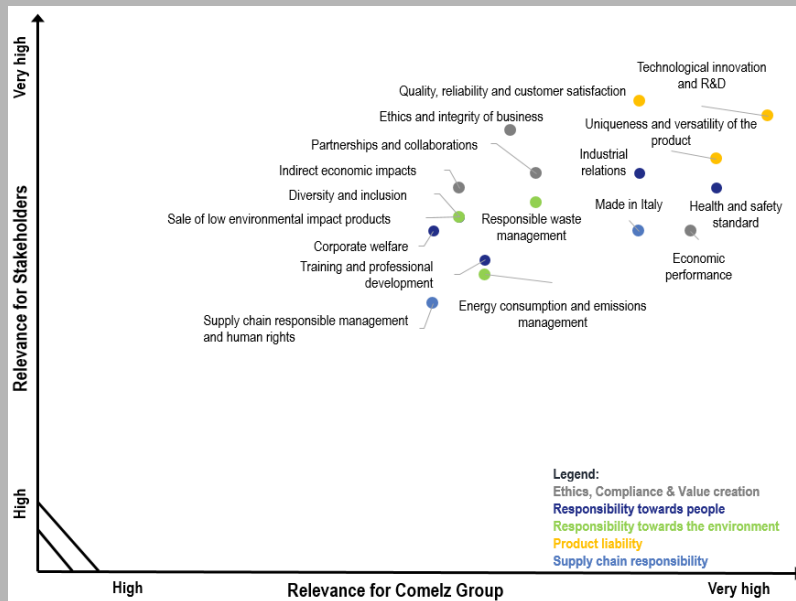 Very high
Relevance for Stakeholders
High
Technological innovation
and R&D
Quality, reliability and customer satisfaction
Ethics and integrity of business
Uniqueness and versatility of the
product
Partnerships and collaborations
Industrial
relations
Indirect economic impacts
Diversity and inclusion
Made in Italy
Health and safety
standard
Sale of low environmental impact products
Responsible waste
management
Corporate welfare
Economic
performance
Training and professional
development
Energy consumption and emissions
management
Supply chain responsible management
and human rights
Legend:
Ethics, Compliance & Value creation
Responsibility towards people
Responsibility towards the environment
Product liability
Supply chain responsibility
High
Relevance for Comelz Group
Very high